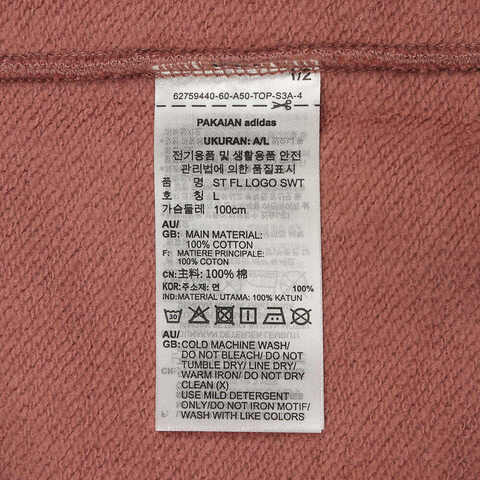 1/2
62759440-60-A50-TOP-S3A-4
PAKAIAN adidas
UKURAN: A/L
전기용품 및 생활용품 안전
관리법에 의한 품질표시
품 명 ST FL LOGO SWT
호 칭 L
가슴둘레 100cm
AU/
GB: MAIN MATERIAL:
100% COTTON
F: MATIERE PRINCIPALE:
100% COTON
CN: 主料: 100% 棉
KOR: 주소재: 면 100%
IND: MATERIAL UTAMA: 100% KATUN
30
AU/
GB: COLD MACHINE WASH/
DO NOT BLEACH/ DO NOT
TUMBLE DRY/ LINE DRY/
WARM IRON/ DO NOT DRY
CLEAN (X)
USE MILD DETERGENT
ONLY/DO NOT IRON MOTIF/
WASH WITH LIKE COLORS